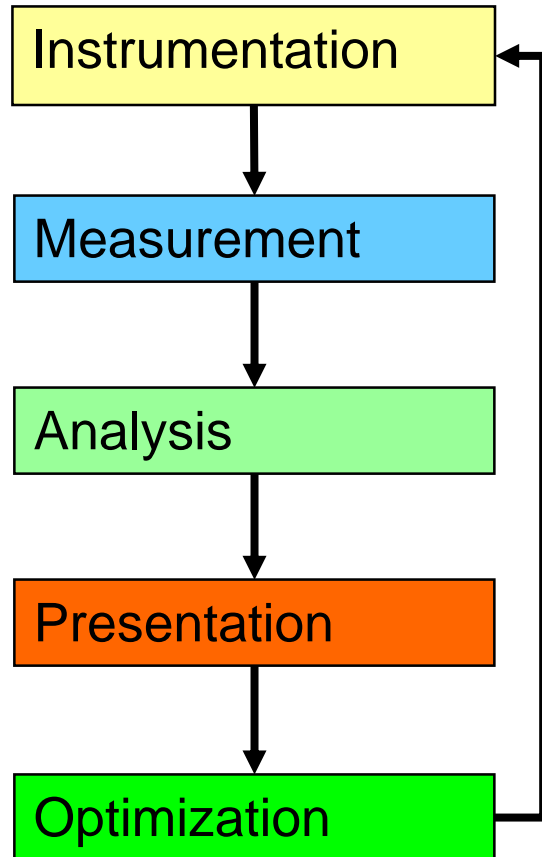 Instrumentation
Measurement
Analysis
Presentation
Optimization